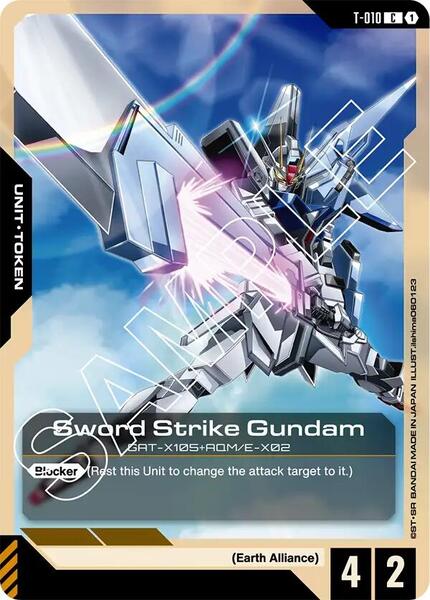 T-010 C 1
UNIT·TOKEN
SAMPLE
Sword Strike Gundam
GAT-X105+AQM/E-X02
Blocker (Rest this Unit to change the attack target to it.)
(Earth Alliance)
4 2
©ST·SR BANDAI MADE IN JAPAN ILLUST.iishima060123